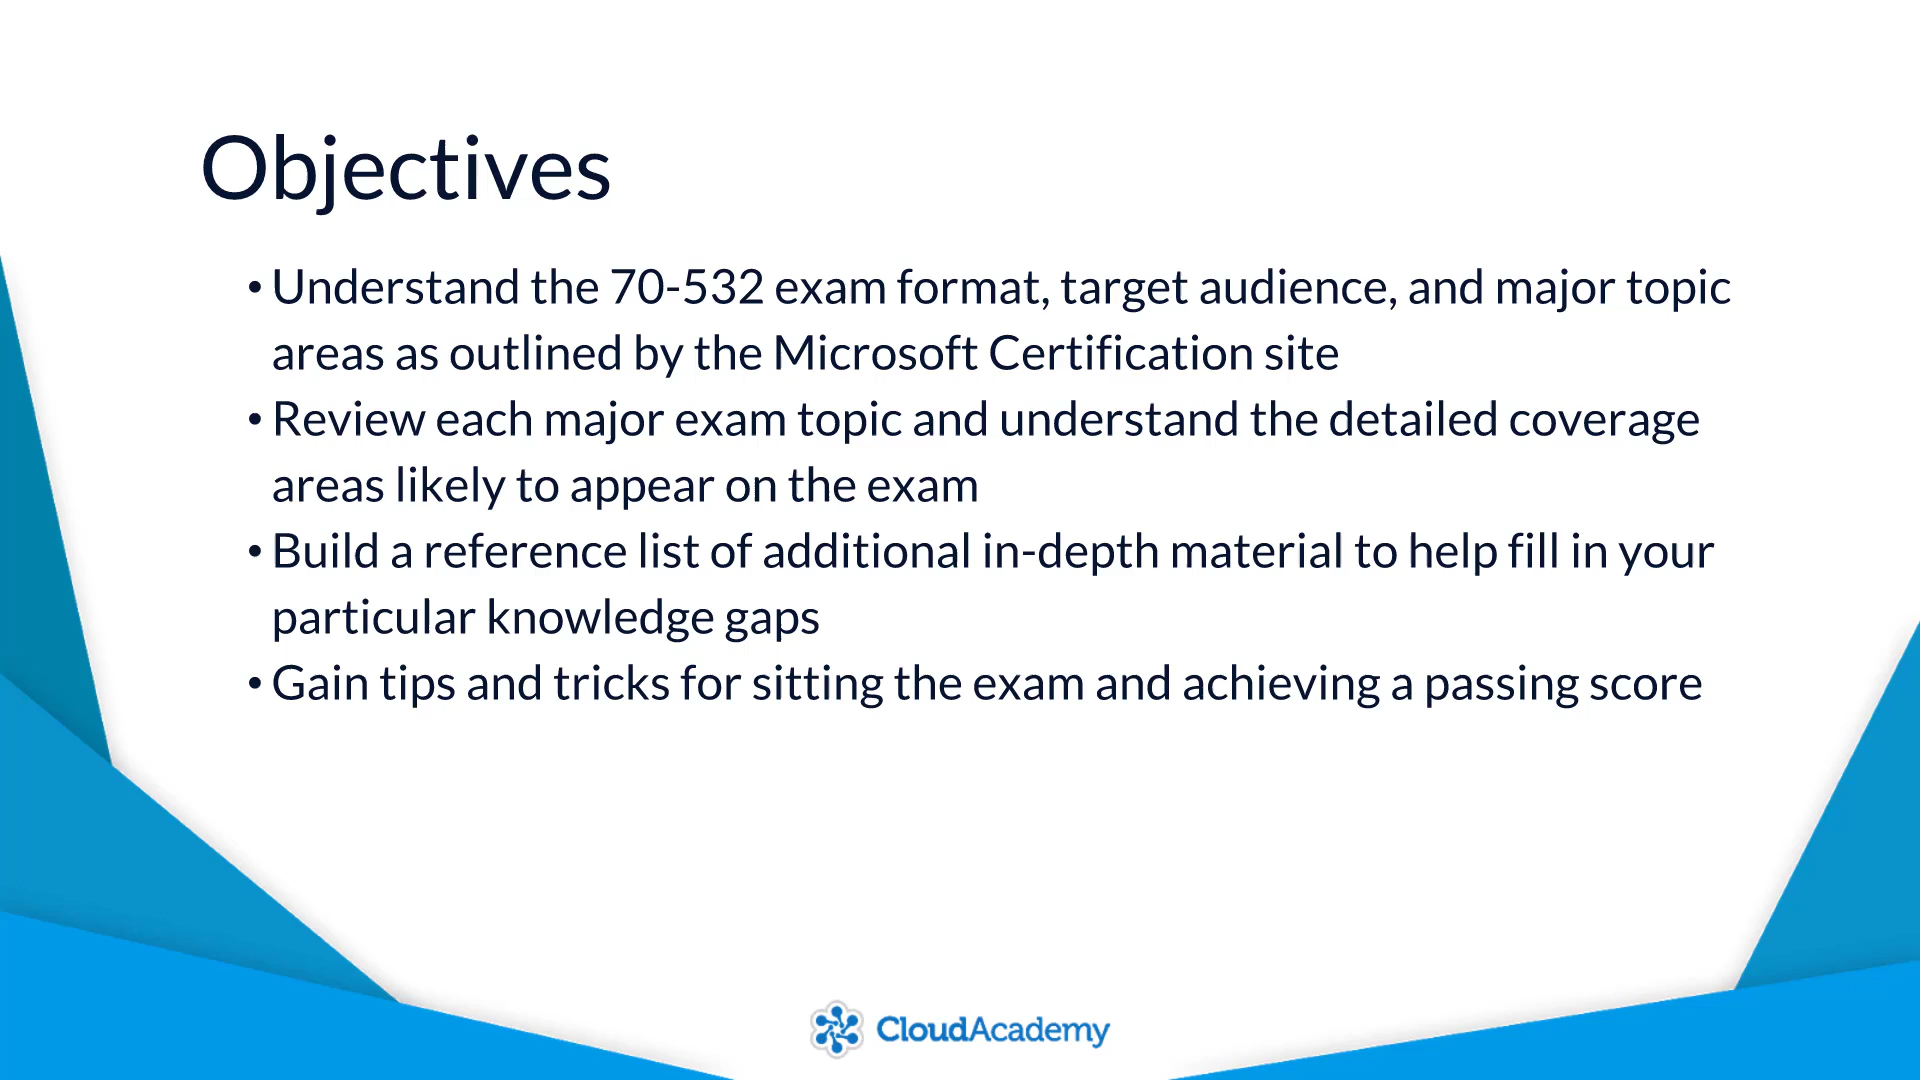 Objectives
• Understand the 70-532 exam format, target audience, and major topic
areas as outlined by the Microsoft Certification site
• Review each major exam topic and understand the detailed coverage
areas likely to appear on the exam
• Build a reference list of additional in-depth material to help fill in your
particular knowledge gaps
• Gain tips and tricks for sitting the exam and achieving a passing score
CloudAcademy